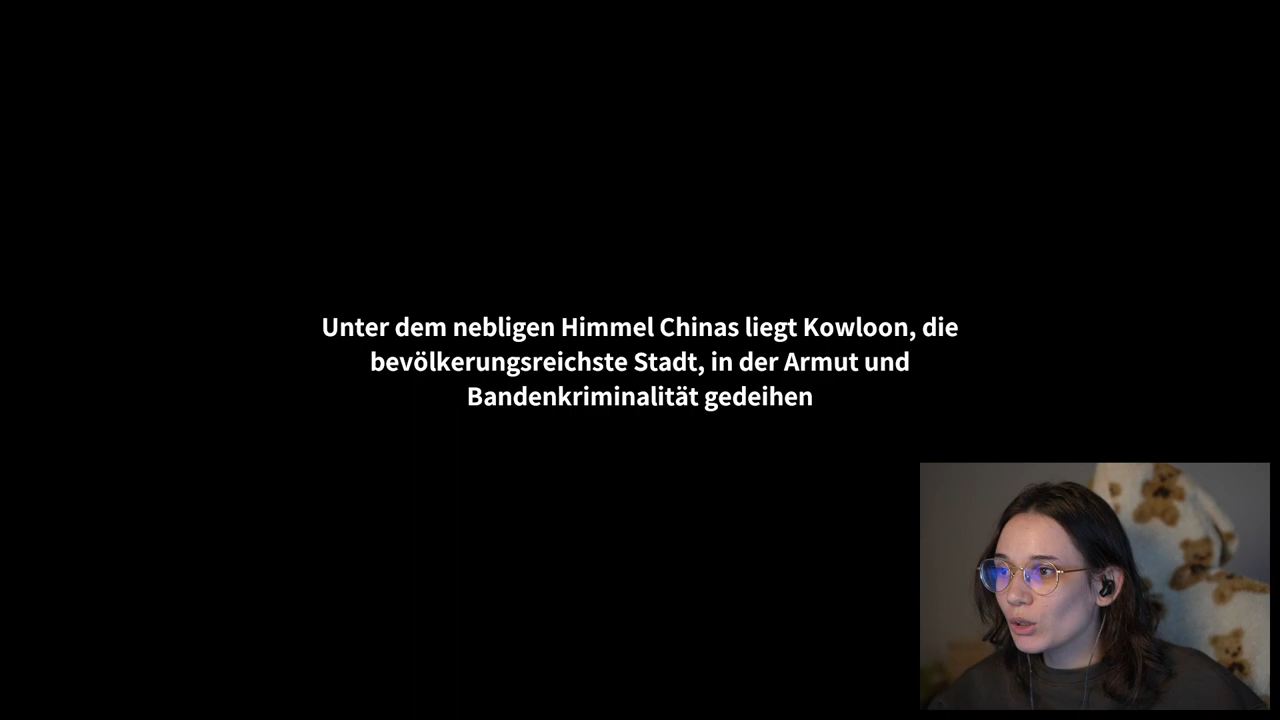 Unter dem nebligen Himmel Chinas liegt Kowloon, die
bevölkerungsreichste Stadt, in der Armut und
Bandenkriminalität gedeihen